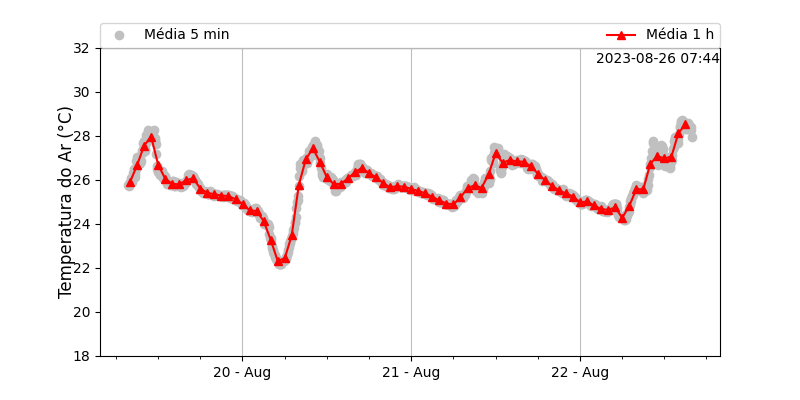 Média 5 min
Média 1 h
2023-08-26 07:44
Temperatura do Ar (°C)
32
30
28
26
24
22
20
18
20 - Aug
21 - Aug
22 - Aug